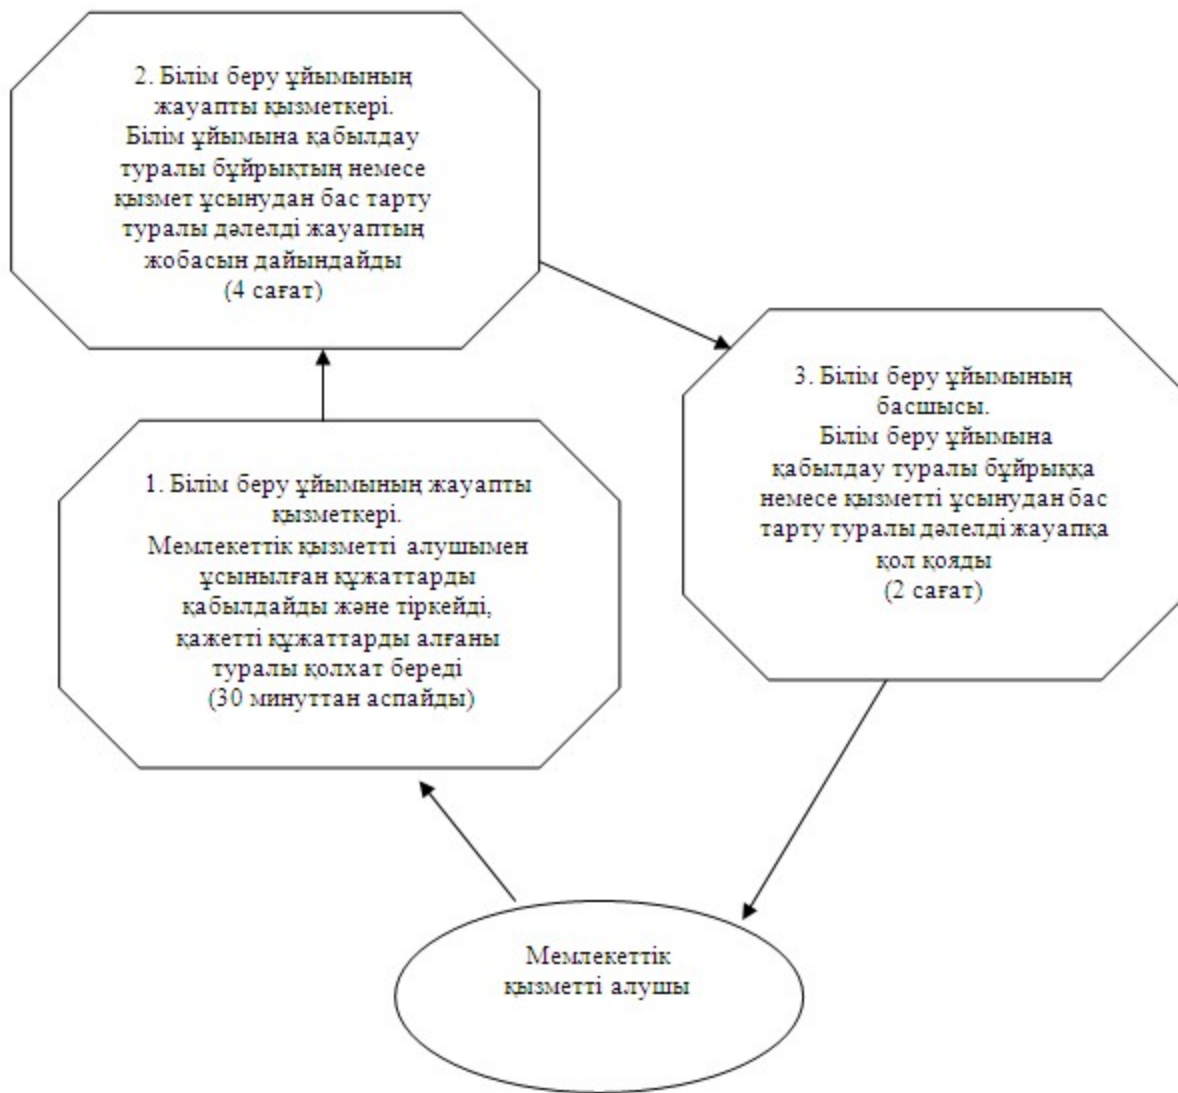 2. Білім беру ұйымының
жауапты қызметкері.
Білім ұйымына қабылдау
туралы бұйрықтың немесе
қызмет ұсынудан бас тарту
туралы дәлелді жауаптың
жобасын дайындайды
(4 сағат)
3. Білім беру ұйымының
басшысы.
Білім беру ұйымына
қабылдау туралы бұйрыққа
немесе қызметті ұсынудан бас
тарту туралы дәлелді жауапқа
қол қояды
(2 сағат)
1. Білім беру ұйымының жауапты
қызметкері.
Мемлекеттік қызметті алушымен
ұсынылған құжаттарды
қабылдайды және тіркейді,
қажетті құжаттарды алғаны
туралы қолхат береді
(30 минуттан аспайды)
Мемлекеттік
қызметті алушы